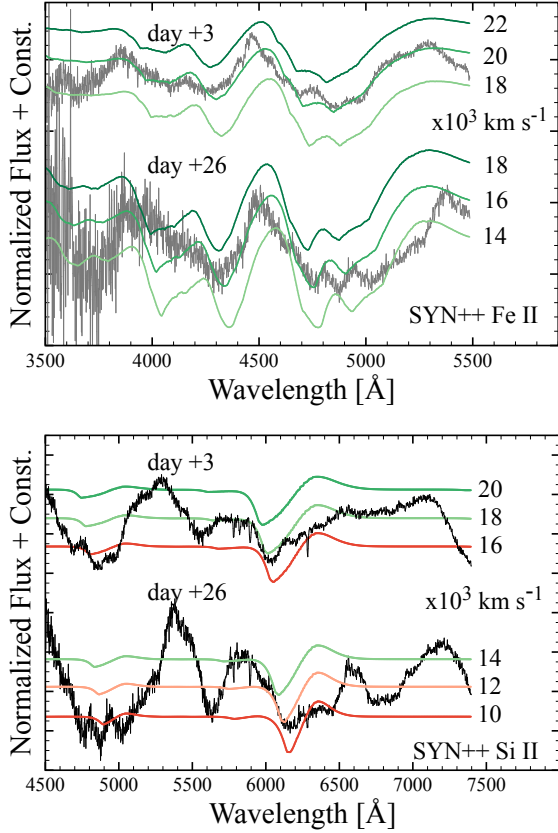 day +3
22
20
18
x10³ km s⁻¹
day +26
18
16
14
SYN++ Fe II
Normalized Flux + Const.
3500 4000 4500 5000 5500
Wavelength [Å]
day +3
20
18
16
x10³ km s⁻¹
day +26
14
12
10
SYN++ Si II
Normalized Flux + Const.
4500 5000 5500 6000 6500 7000 7500
Wavelength [Å]